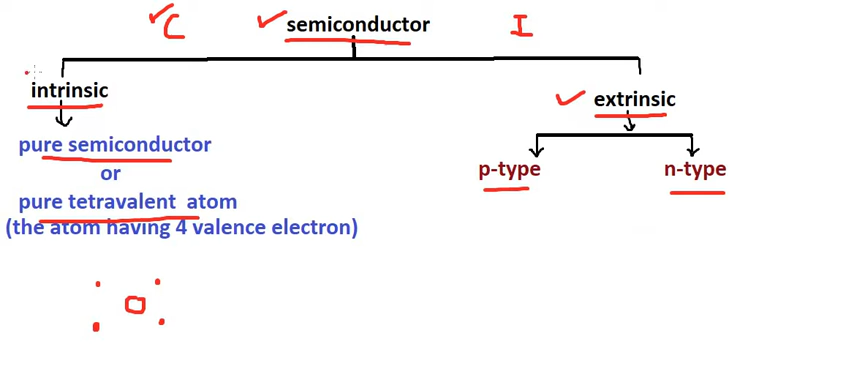 C semiconductor I
intrinsic
extrinsic
pure semiconductor
or
p-type n-type
pure tetravalent atom
(the atom having 4 valence electron)